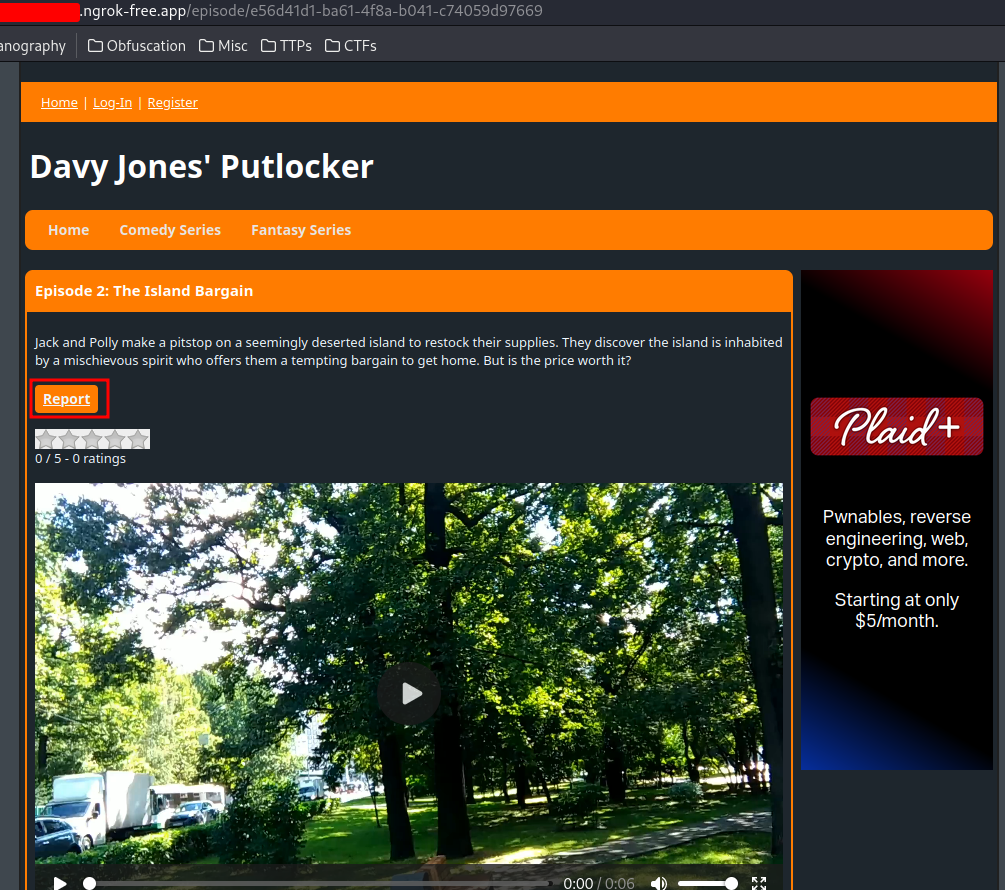 .ngrok-free.app/episode/e56d41d1-ba61-4f8a-b041-c74059d97669
anography | Obfuscation Misc TTPs CTFs
Home | Log-In | Register
Davy Jones' Putlocker
Home Comedy Series Fantasy Series
Episode 2: The Island Bargain
Jack and Polly make a pitstop on a seemingly deserted island to restock their supplies. They discover the island is inhabited
by a mischievous spirit who offers them a tempting bargain to get home. But is the price worth it?
Report
0 / 5 - 0 ratings
0:00 / 0:06
Plaid+
Pwnables, reverse
engineering, web,
crypto, and more.
Starting at only
$5/month.